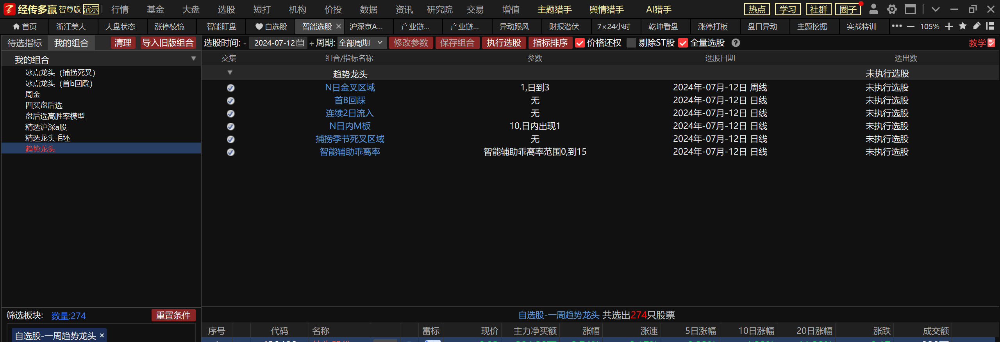 经传多赢 智尊版 演示 行情 基金 大盘 选股 短打 机构 价投 数据 资讯 研究院 交易 增值 主题猎手 舆情猎手 AI猎手 热点 学习 社群 圈子
首页 浙江美大 大盘状态 涨停棱镜 智能盯盘 自选股 智能选股 沪深京A... 产业链... 产业链... 异动跟风 财报潜伏 7×24小时 乾坤看盘 涨停打板 盘口异动 主题挖掘 实战特训 105%
待选指标 我的组合 清理 导入旧版组合 选股时间: - 2024-07-12 + 周期: 全部周期 修改参数 保存组合 执行选股 指标排序 价格还权 剔除ST股 全量选股 教学
我的组合
冰点龙头（捕捞死叉）
冰点龙头（首b回踩）
周金
四买盘后选
盘后选高胜率模型
精选沪深a股
精选龙头毛坯
趋势龙头
交集 组合/指标名称 参数 选股日期 选出数
趋势龙头 未执行选股
N日金叉区域 1,日到3 2024年-07月-12日 周线 未执行选股
首B回踩 无 2024年-07月-12日 日线 未执行选股
连续2日流入 无 2024年-07月-12日 日线 未执行选股
N日内M板 10,日内出现1 2024年-07月-12日 日线 未执行选股
捕捞季节死叉区域 无 2024年-07月-12日 日线 未执行选股
智能辅助乖离率 智能辅助乖离率范围0,到15 2024年-07月-12日 日线 未执行选股
筛选板块: 数量:274 重置条件
自选股-一周趋势龙头 ×
自选股-一周趋势龙头 共选出274只股票
序号 代码 名称 雷标 现价 主力净买额 涨幅 涨速 5日涨幅 10日涨幅 20日涨幅 涨跌 成交额